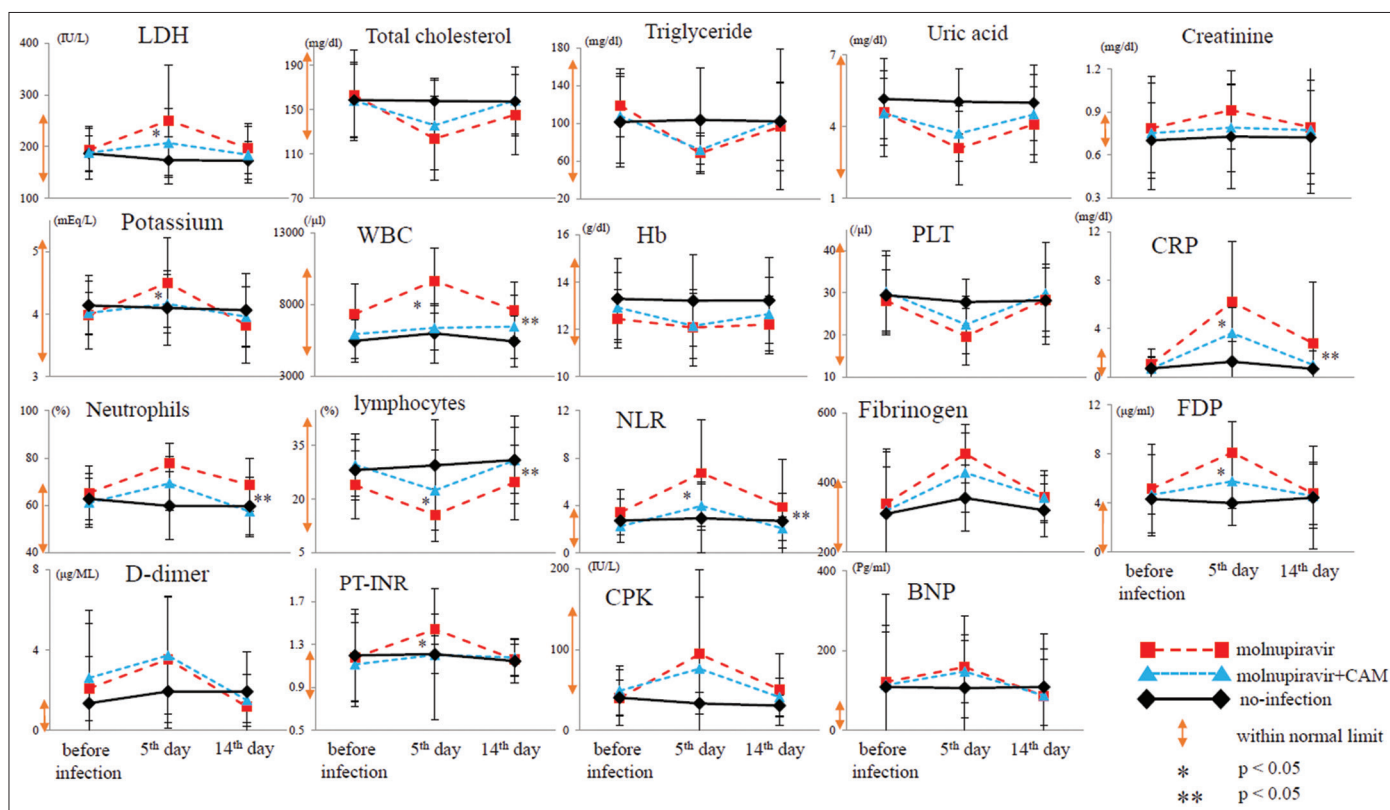 (IU/L) LDH
400
300
200
100
*
(mg/dl) Total cholesterol
190
150
110
70
Triglyceride (mg/dl)
180
140
100
60
20
Uric acid (mg/dl)
7
4
1
Creatinine
(mg/dl)
1.2
0.9
0.6
0.3
Potassium
(mEq/L)
5
4
3
*
(/μl)
WBC
13000
8000
3000
*
**
(g/dl) Hb
16
14
12
10
(/μl) PLT
40
30
20
10
(mg/dl)
CRP
12
8
4
0
*
**
(%) Neutrophils
100
80
60
40
**
lymphocytes
(%)
35
20
5
*
**
NLR
12
8
4
0
*
**
Fibrinogen
600
400
200
FDP
(μg/ml)
12
8
4
0
*
before infection
5th day
14th day
(μg/ML) D-dimer
8
4
0
before infection
5th day
14th day
PT-INR
1.7
1.3
0.9
0.5
*
before infection
5th day
14th day
(IU/L)
CPK
200
100
0
before infection
5th day
14th day
(Pg/ml)
BNP
400
200
0
before infection
5th day
14th day
molnupiravir
molnupiravir+CAM
no-infection
within normal limit
* p < 0.05
** p < 0.05